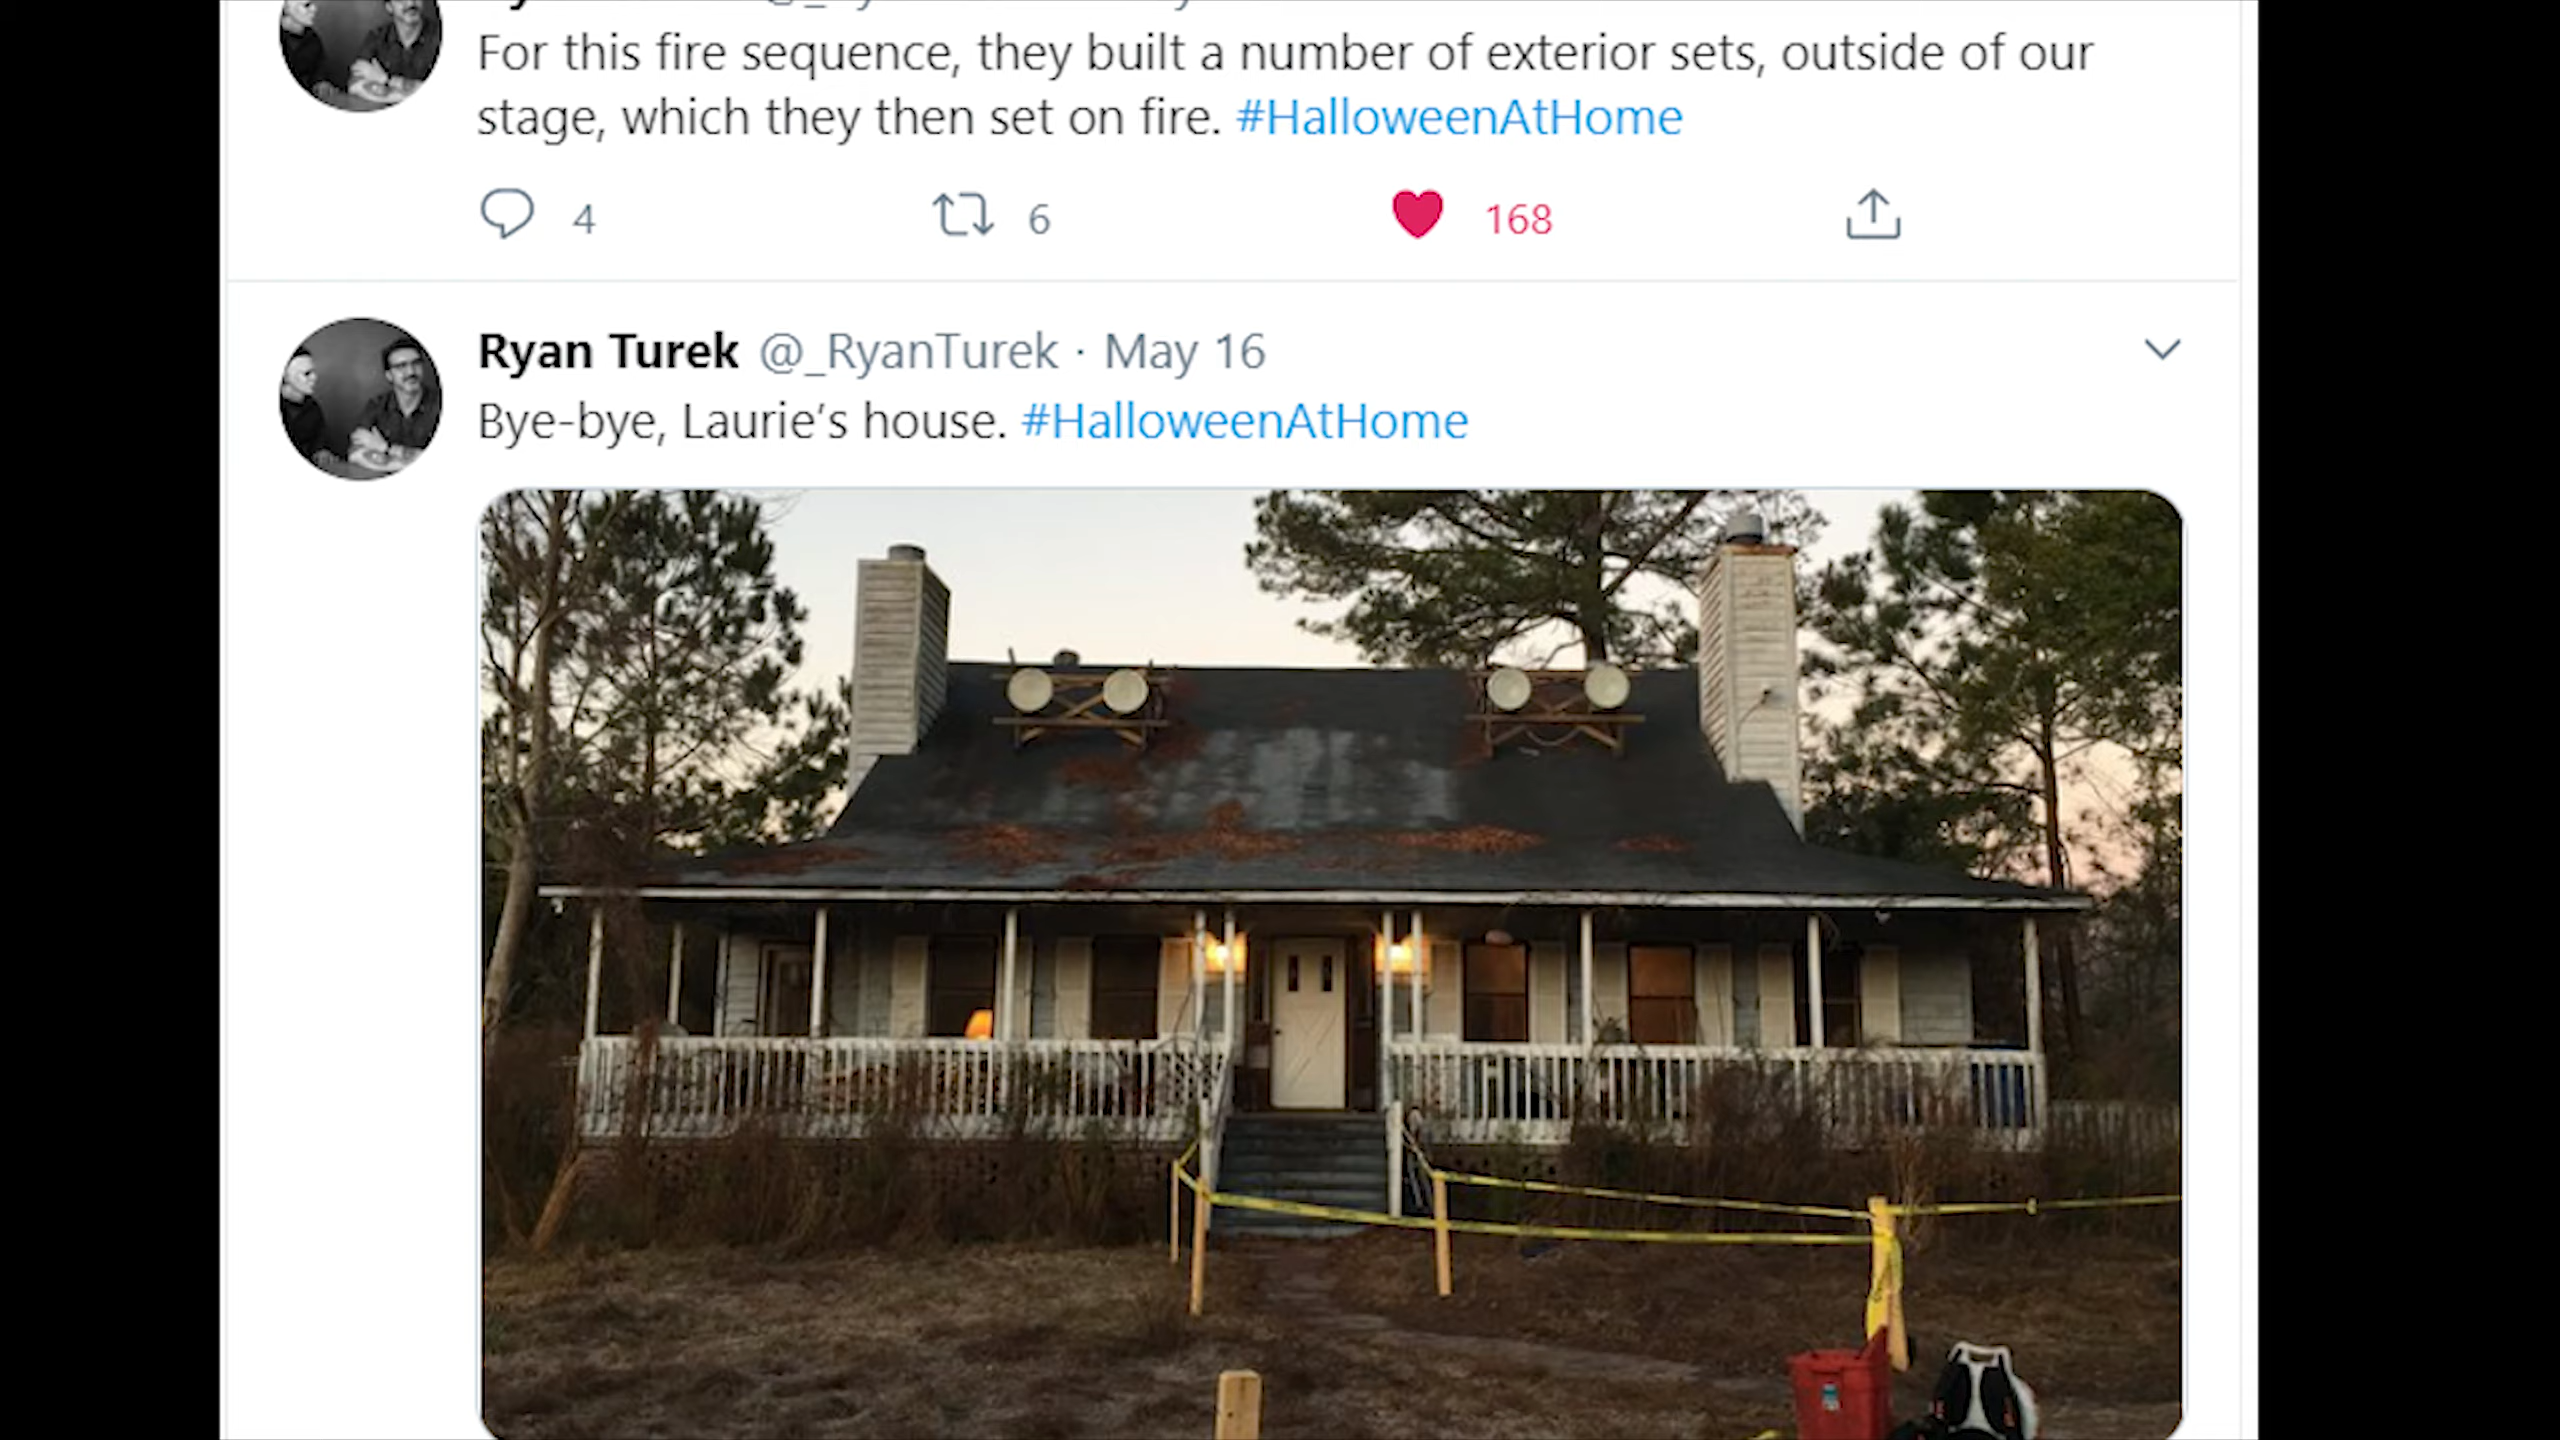 For this fire sequence, they built a number of exterior sets, outside of our
stage, which they then set on fire. #HalloweenAtHome
4 6 168
Ryan Turek @_RyanTurek · May 16
Bye-bye, Laurie’s house. #HalloweenAtHome